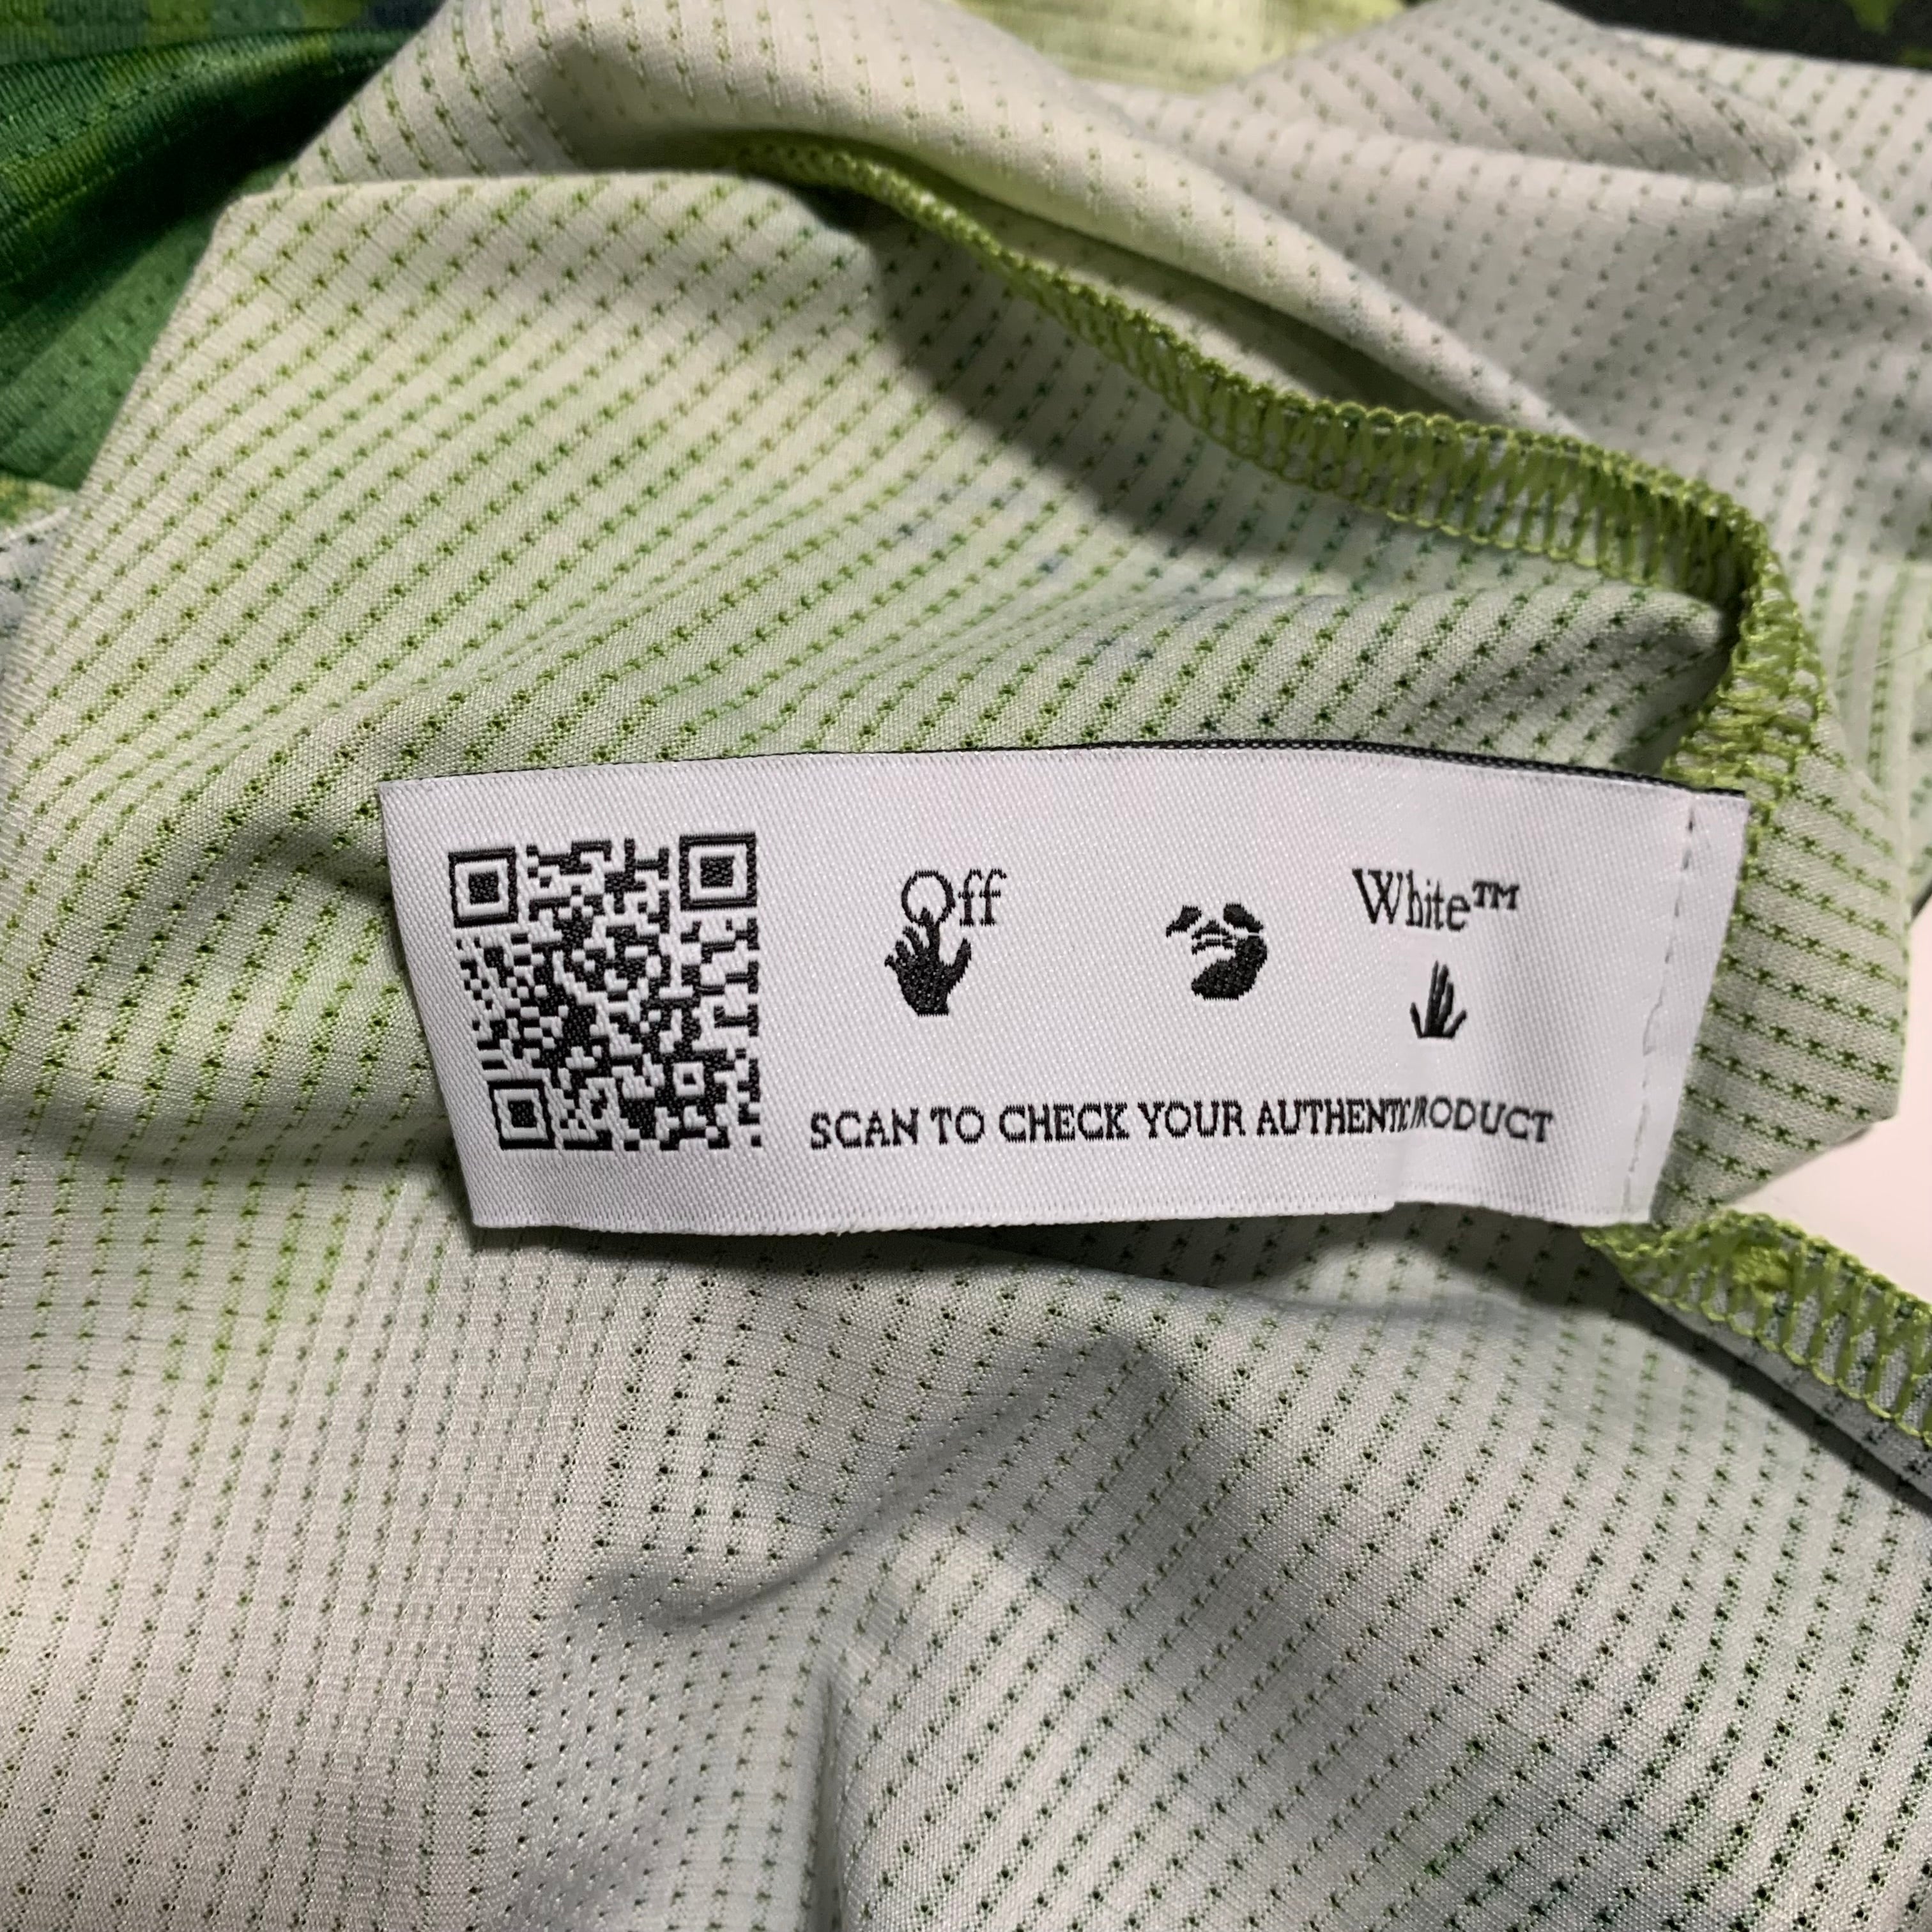 Off White™
SCAN TO CHECK YOUR AUTHENTIC PRODUCT